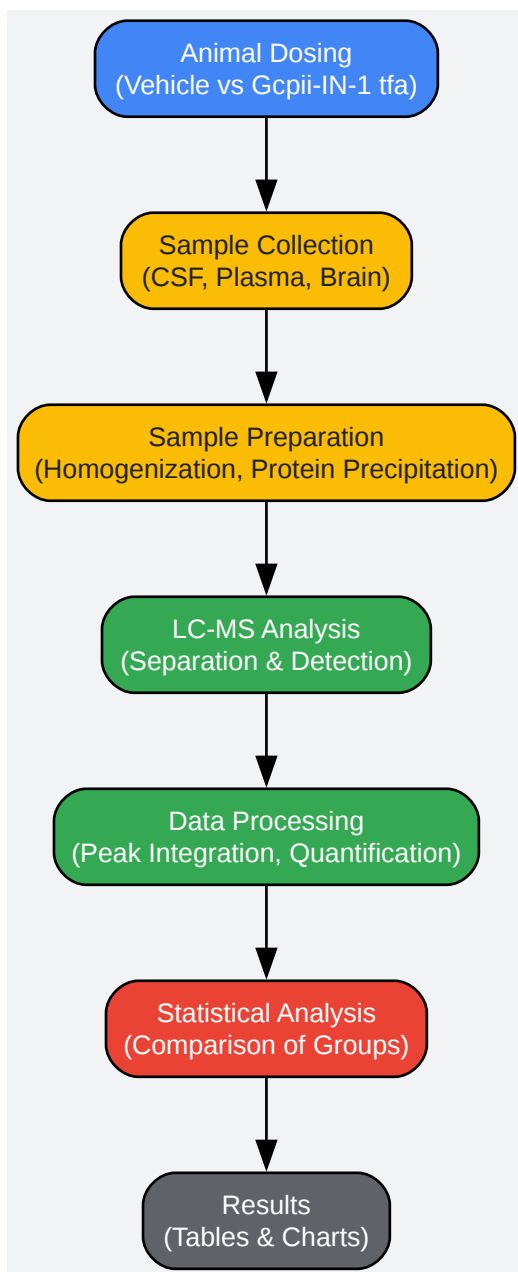 Animal Dosing
(Vehicle vs Gcpii-IN-1 tfa)
Sample Collection
(CSF, Plasma, Brain)
Sample Preparation
(Homogenization, Protein Precipitation)
LC-MS Analysis
(Separation & Detection)
Data Processing
(Peak Integration, Quantification)
Statistical Analysis
(Comparison of Groups)
Results
(Tables & Charts)